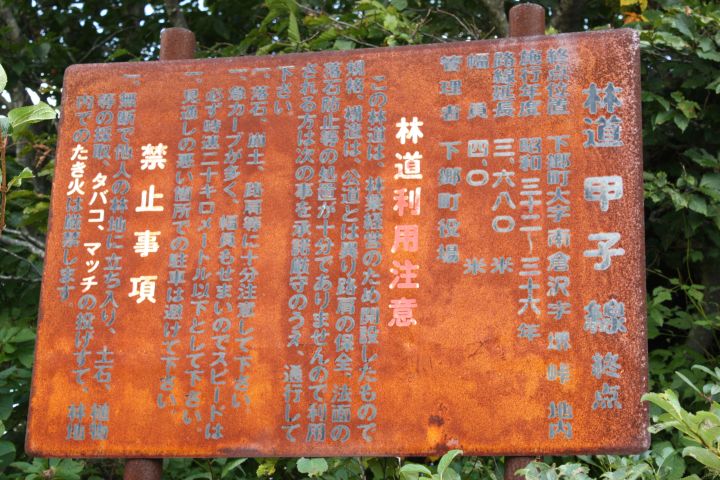 林道 甲子線 終点
終点位置 下郷町大字南倉沢字 堺 峠 地内
施行年度 昭和 三十二～三十六年
路線延長 三、六八〇 米
幅員 四、〇 米
管理者 下郷町役場
林道利用注意
この林道は、林業経営のため開設したもので
規格、構造は、公道とは異り路肩の保全、法面の
落石防止等の処置が十分でありませんので利用
される方は次の事を承諾厳守のうえ、通行して
下さい。
一、落石、崩土、路肩等に十分注意して下さい。
一、急カーブが多く、幅員もせまいのでスピードは
必ず時速二十キロメートル以下として下さい。
一、見通しの悪い箇所での駐車は避けて下さい。
禁止事項
一、無断で他人の林地に立ち入り、土石、植物
等の採取、タバコ、マッチの投げすて、林地
内でのたき火は厳禁します。